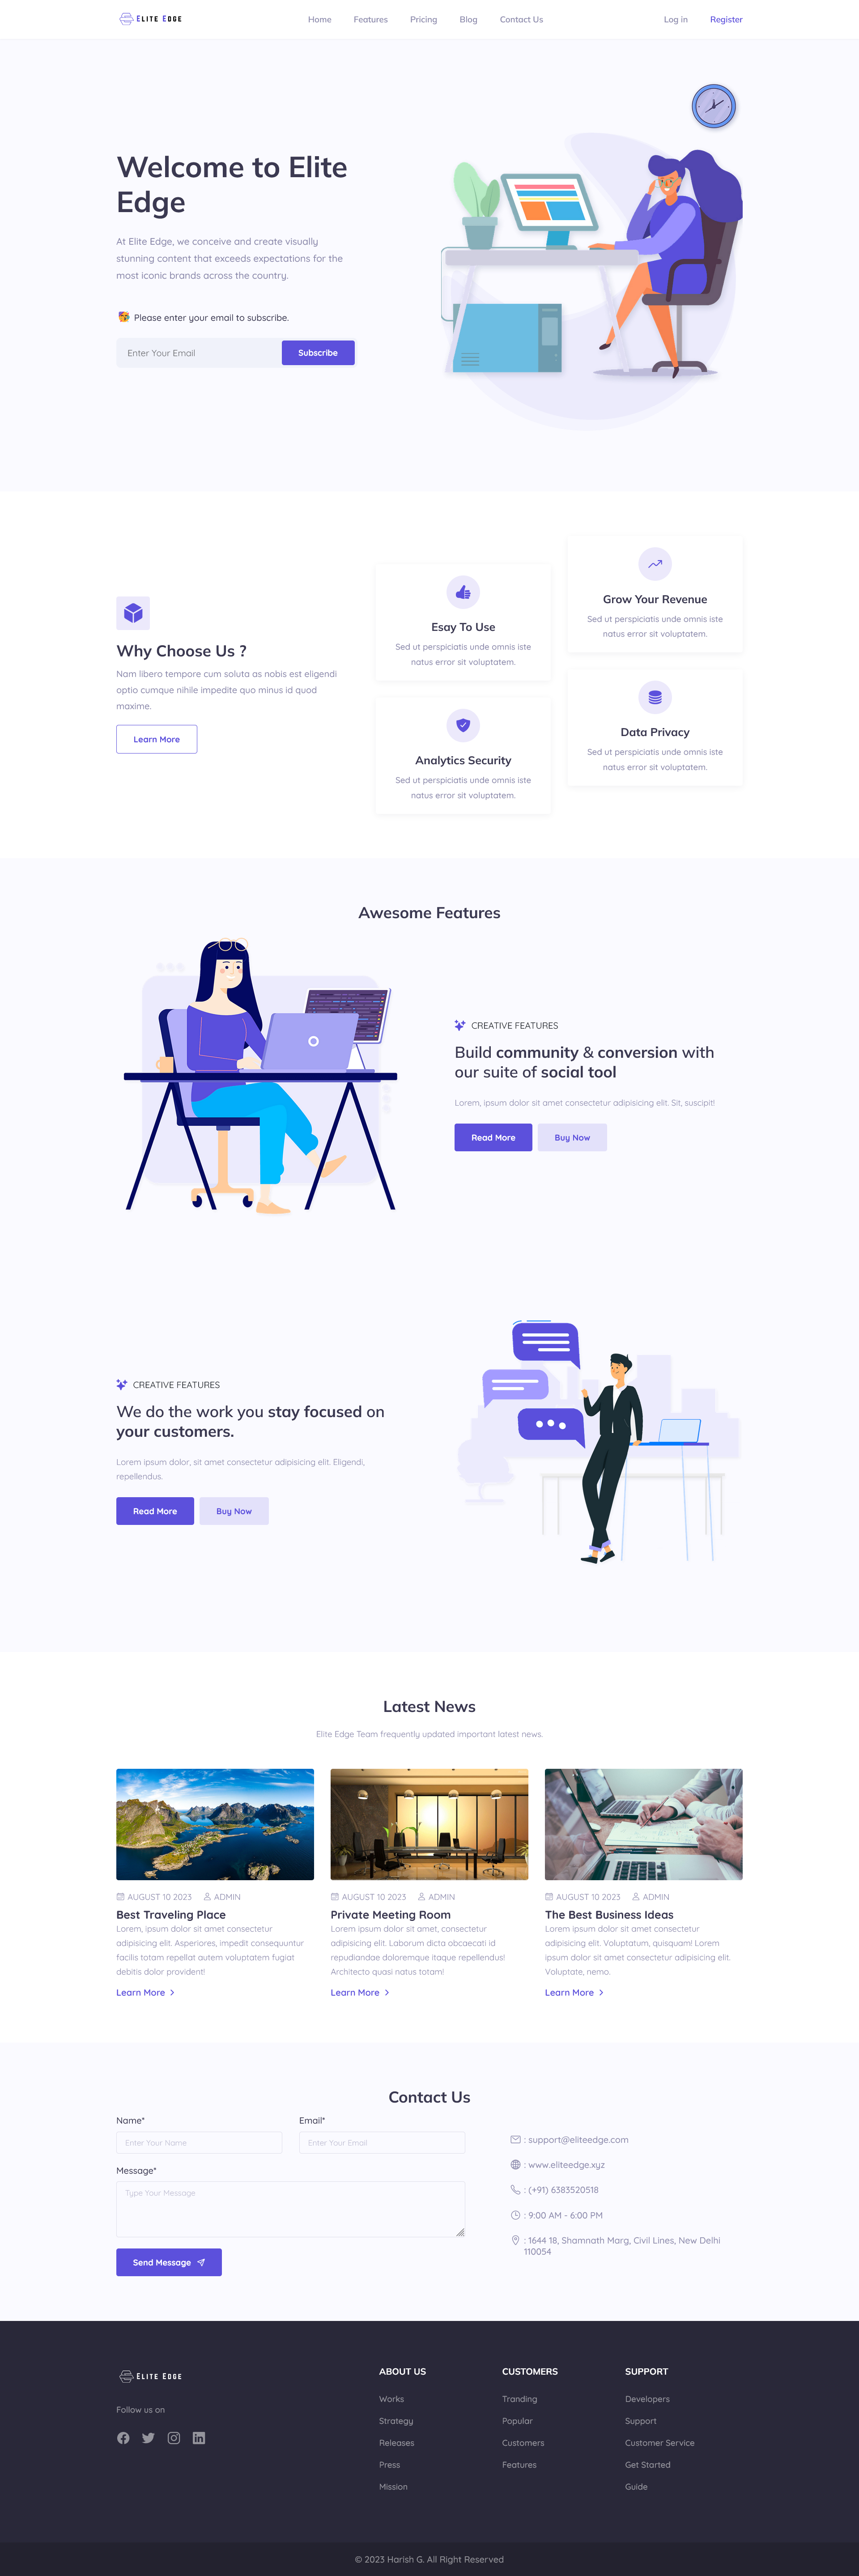 ELITE EDGE
Home Features Pricing Blog Contact Us Log in Register
Welcome to Elite
Edge
At Elite Edge, we conceive and create visually
stunning content that exceeds expectations for the
most iconic brands across the country.
Please enter your email to subscribe.
Enter Your Email Subscribe
Why Choose Us ?
Nam libero tempore cum soluta as nobis est eligendi
optio cumque nihile impedite quo minus id quod
maxime.
Learn More
Esay To Use
Sed ut perspiciatis unde omnis iste
natus error sit voluptatem.
Analytics Security
Sed ut perspiciatis unde omnis iste
natus error sit voluptatem.
Grow Your Revenue
Sed ut perspiciatis unde omnis iste
natus error sit voluptatem.
Data Privacy
Sed ut perspiciatis unde omnis iste
natus error sit voluptatem.
Awesome Features
CREATIVE FEATURES
Build community & conversion with
our suite of social tool
Lorem, ipsum dolor sit amet consectetur adipisicing elit. Sit, suscipit!
Read More Buy Now
CREATIVE FEATURES
We do the work you stay focused on
your customers.
Lorem ipsum dolor, sit amet consectetur adipisicing elit. Eligendi,
repellendus.
Read More Buy Now
Latest News
Elite Edge Team frequently updated important latest news.
AUGUST 10 2023 ADMIN
Best Traveling Place
Lorem, ipsum dolor sit amet consectetur
adipisicing elit. Asperiores, impedit consequuntur
facilis totam repellat autem voluptatem fugiat
debitis dolor provident!
Learn More
AUGUST 10 2023 ADMIN
Private Meeting Room
Lorem ipsum dolor sit amet, consectetur
adipisicing elit. Laborum dicta obcaecati id
repudiandae doloremque itaque repellendus!
Architecto quasi natus totam!
Learn More
AUGUST 10 2023 ADMIN
The Best Business Ideas
Lorem ipsum dolor sit amet consectetur
adipisicing elit. Voluptatum, quisquam! Lorem
ipsum dolor sit amet consectetur adipisicing elit.
Voluptate, nemo.
Learn More
Contact Us
Name* Email*
Enter Your Name Enter Your Email
Message*
Type Your Message
Send Message
: support@eliteedge.com
: www.eliteedge.xyz
: (+91) 6383520518
: 9:00 AM - 6:00 PM
: 1644 18, Shamnath Marg, Civil Lines, New Delhi
110054
ELITE EDGE
Follow us on
ABOUT US
Works
Strategy
Releases
Press
Mission
CUSTOMERS
Tranding
Popular
Customers
Features
SUPPORT
Developers
Support
Customer Service
Get Started
Guide
© 2023 Harish G. All Right Reserved